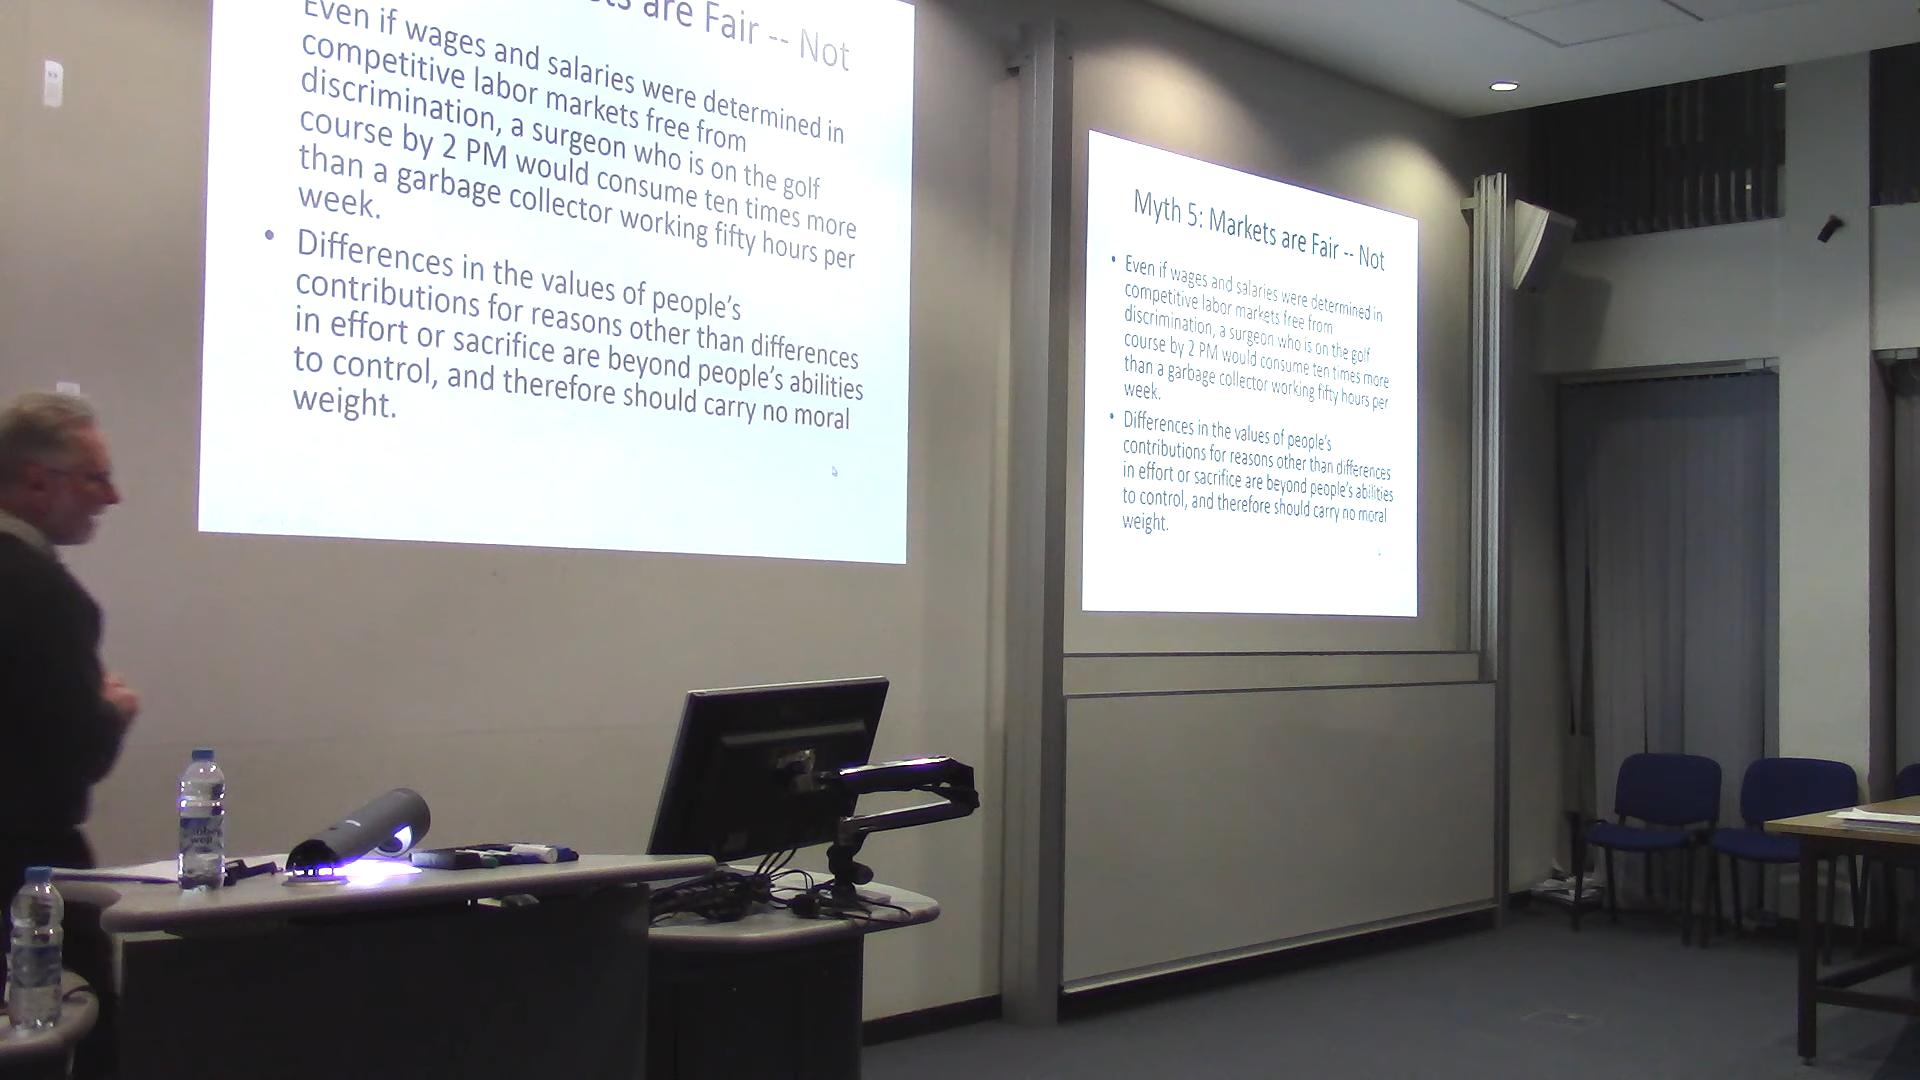 ts are Fair -- Not
Even if wages and salaries were determined in
competitive labor markets free from
discrimination, a surgeon who is on the golf
course by 2 PM would consume ten times more
than a garbage collector working fifty hours per
week.
• Differences in the values of people's
contributions for reasons other than differences
in effort or sacrifice are beyond people's abilities
to control, and therefore should carry no moral
weight.
Myth 5: Markets are Fair -- Not
• Even if wages and salaries were determined in
competitive labor markets free from
discrimination, a surgeon who is on the golf
course by 2 PM would consume ten times more
than a garbage collector working fifty hours per
week.
• Differences in the values of people's
contributions for reasons other than differences
in effort or sacrifice are beyond people's abilities
to control, and therefore should carry no moral
weight.